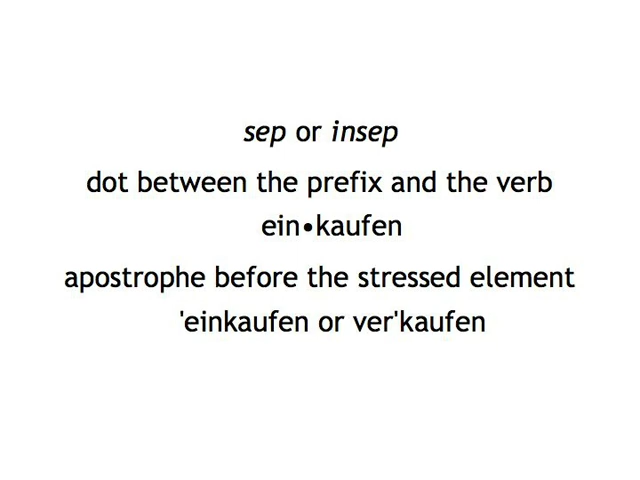 sep or insep
dot between the prefix and the verb
ein•kaufen
apostrophe before the stressed element
'einkaufen or ver'kaufen